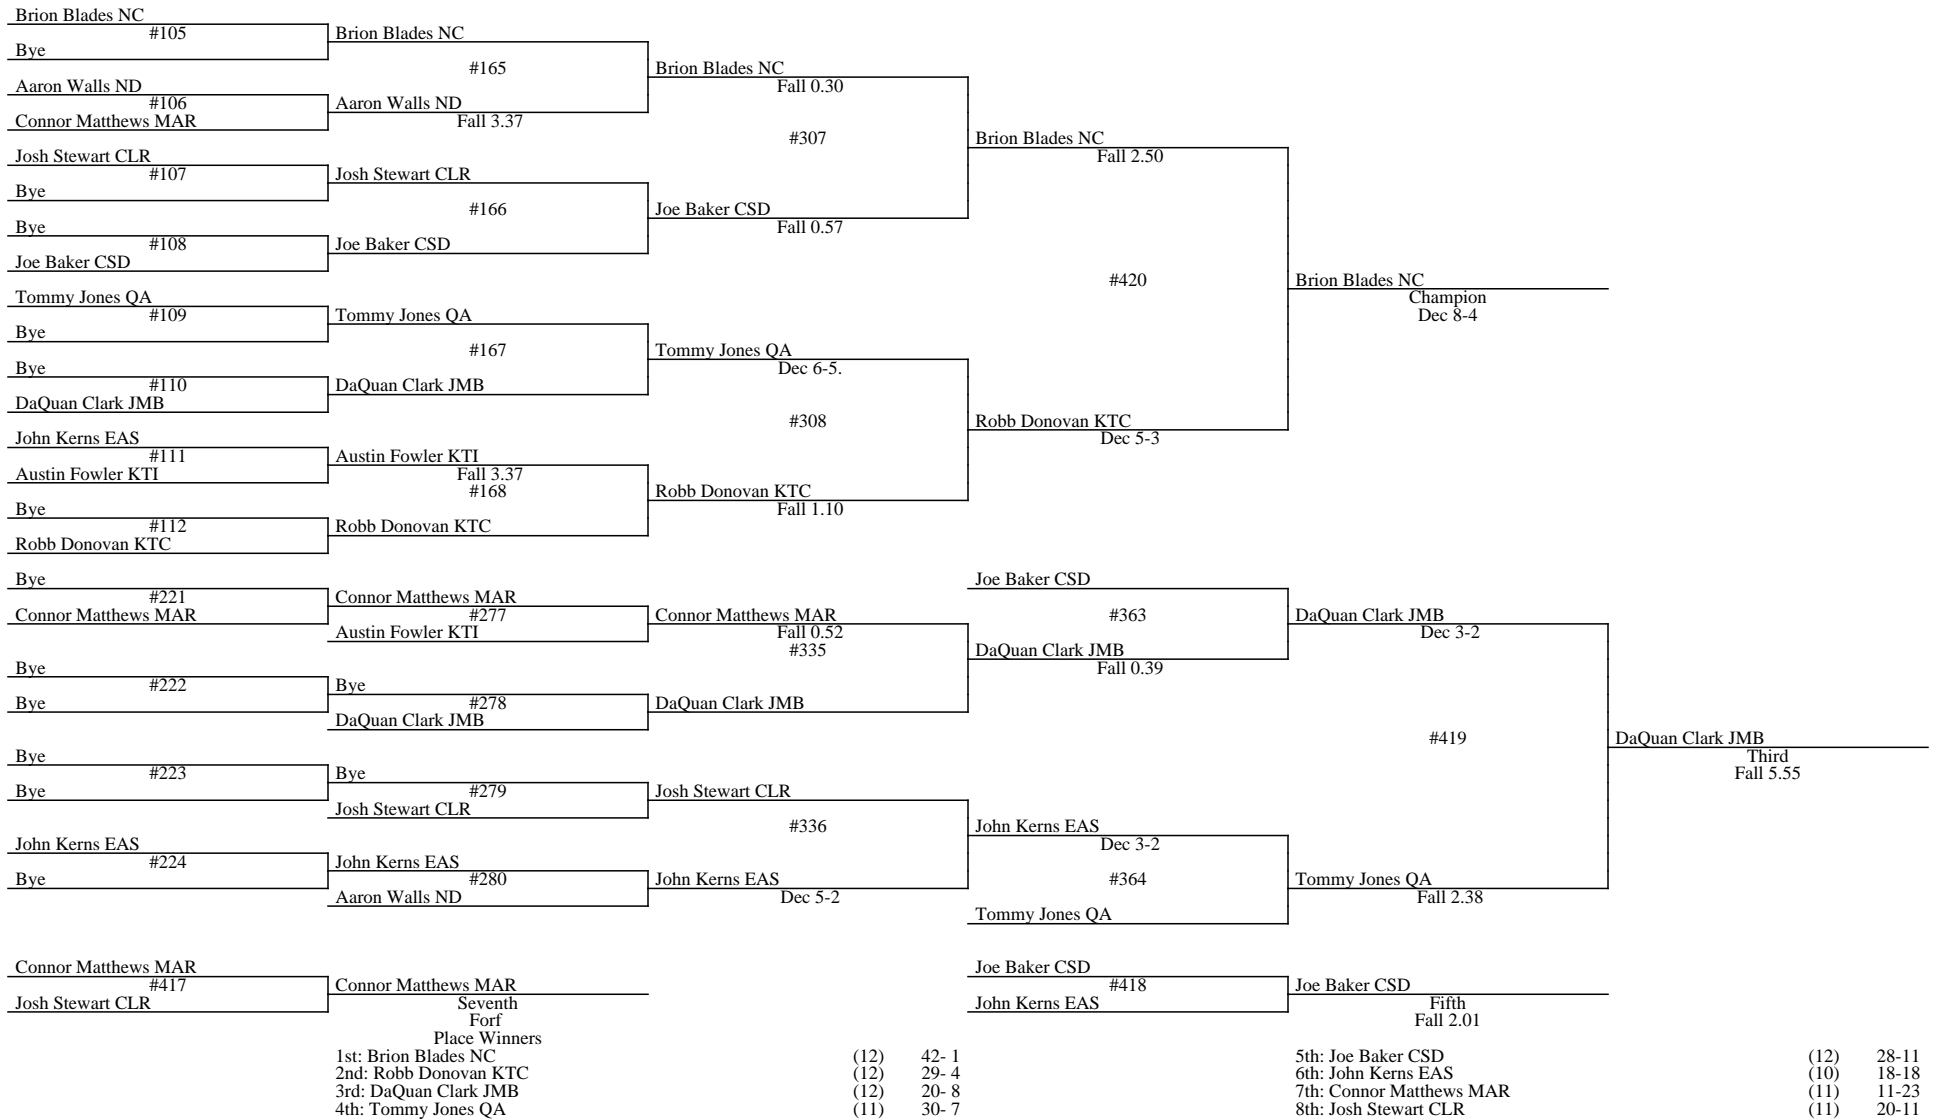 Brion Blades NC
#105
Bye
Brion Blades NC
#165
Aaron Walls ND
#106
Connor Matthews MAR
Aaron Walls ND
Fall 3.37
Brion Blades NC
Fall 0.30
#307
Josh Stewart CLR
#107
Bye
Josh Stewart CLR
#166
Bye
#108
Joe Baker CSD
Joe Baker CSD
Joe Baker CSD
Fall 0.57
Brion Blades NC
Fall 2.50
#420
Tommy Jones QA
#109
Bye
Tommy Jones QA
#167
Bye
#110
DaQuan Clark JMB
DaQuan Clark JMB
Tommy Jones QA
Dec 6-5.
#308
John Kerns EAS
#111
Austin Fowler KTI
Austin Fowler KTI
Fall 3.37
#168
Bye
#112
Robb Donovan KTC
Robb Donovan KTC
Robb Donovan KTC
Fall 1.10
Robb Donovan KTC
Dec 5-3
Brion Blades NC
Champion
Dec 8-4
Bye
#221
Connor Matthews MAR
Connor Matthews MAR
#277
Austin Fowler KTI
Connor Matthews MAR
Fall 0.52
#335
Bye
#222
Bye
Bye
#278
DaQuan Clark JMB
DaQuan Clark JMB
Joe Baker CSD
#363
DaQuan Clark JMB
Fall 0.39
DaQuan Clark JMB
Dec 3-2
#419
Bye
#223
Bye
Bye
#279
Josh Stewart CLR
Josh Stewart CLR
#336
John Kerns EAS
#224
Bye
John Kerns EAS
#280
Aaron Walls ND
John Kerns EAS
Dec 5-2
John Kerns EAS
Dec 3-2
#364
Tommy Jones QA
Tommy Jones QA
Fall 2.38
DaQuan Clark JMB
Third
Fall 5.55
Connor Matthews MAR
#417
Josh Stewart CLR
Connor Matthews MAR
Seventh
Forf
Joe Baker CSD
#418
John Kerns EAS
Joe Baker CSD
Fifth
Fall 2.01
Place Winners
1st: Brion Blades NC (12) 42- 1
2nd: Robb Donovan KTC (12) 29- 4
3rd: DaQuan Clark JMB (12) 20- 8
4th: Tommy Jones QA (11) 30- 7
5th: Joe Baker CSD (12) 28-11
6th: John Kerns EAS (10) 18-18
7th: Connor Matthews MAR (11) 11-23
8th: Josh Stewart CLR (11) 20-11